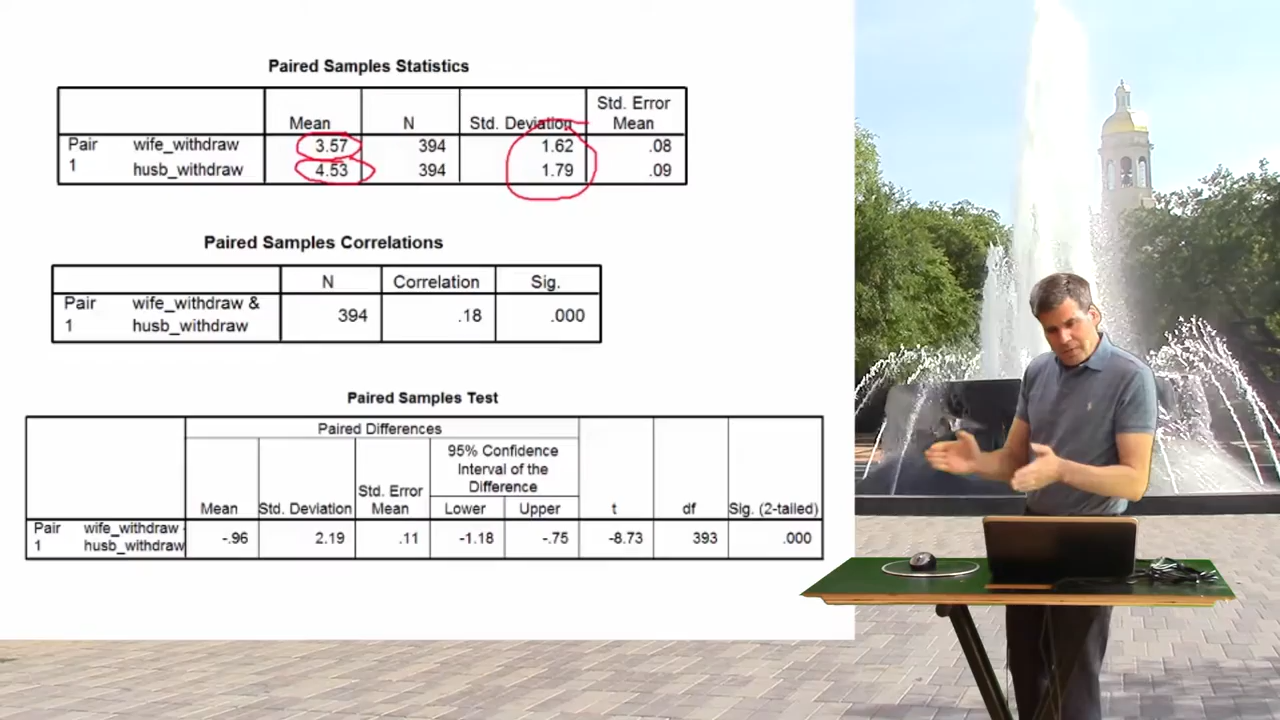 Paired Samples Statistics
Mean N Std. Deviation Std. Error Mean
Pair 1 wife_withdraw 3.57 394 1.62 .08
husb_withdraw 4.53 394 1.79 .09
Paired Samples Correlations
N Correlation Sig.
Pair 1 wife_withdraw & husb_withdraw 394 .18 .000
Paired Samples Test
Paired Differences
95% Confidence Interval of the Difference
Mean Std. Deviation Std. Error Mean Lower Upper t df Sig. (2-tailed)
Pair 1 wife_withdraw - husb_withdraw -.96 2.19 .11 -1.18 -.75 -8.73 393 .000